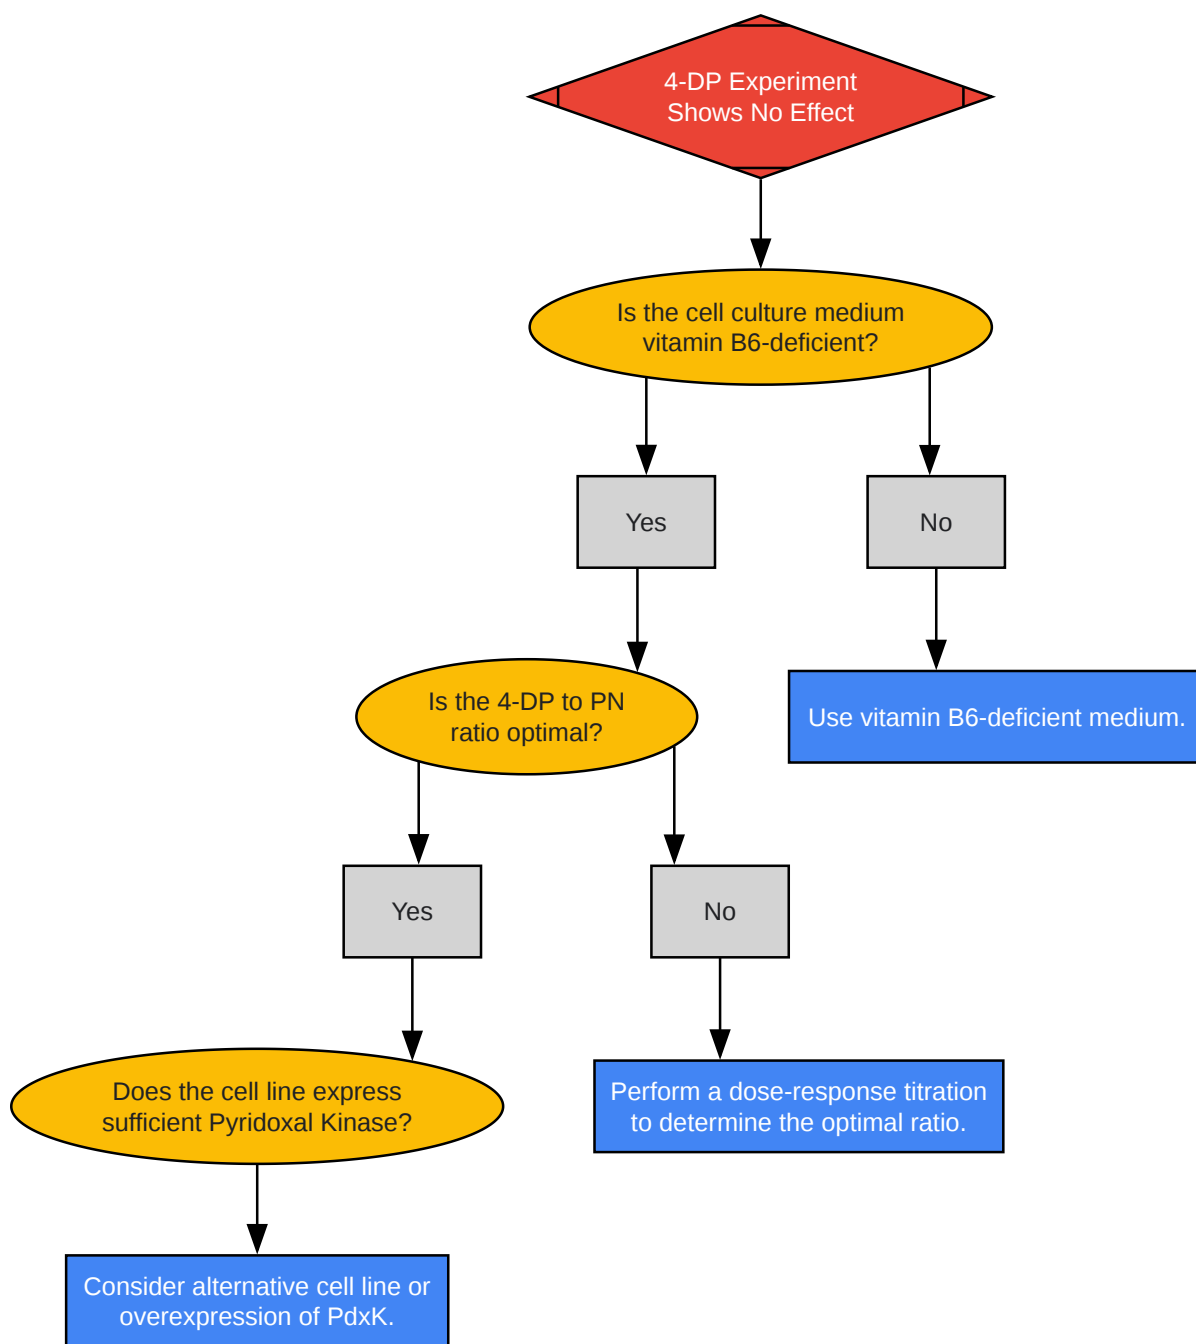 4-DP Experiment
Shows No Effect
Is the cell culture medium
vitamin B6-deficient?
Yes
No
Is the 4-DP to PN
ratio optimal?
Use vitamin B6-deficient medium.
Yes
No
Does the cell line express
sufficient Pyridoxal Kinase?
Perform a dose-response titration
to determine the optimal ratio.
Consider alternative cell line or
overexpression of PdxK.